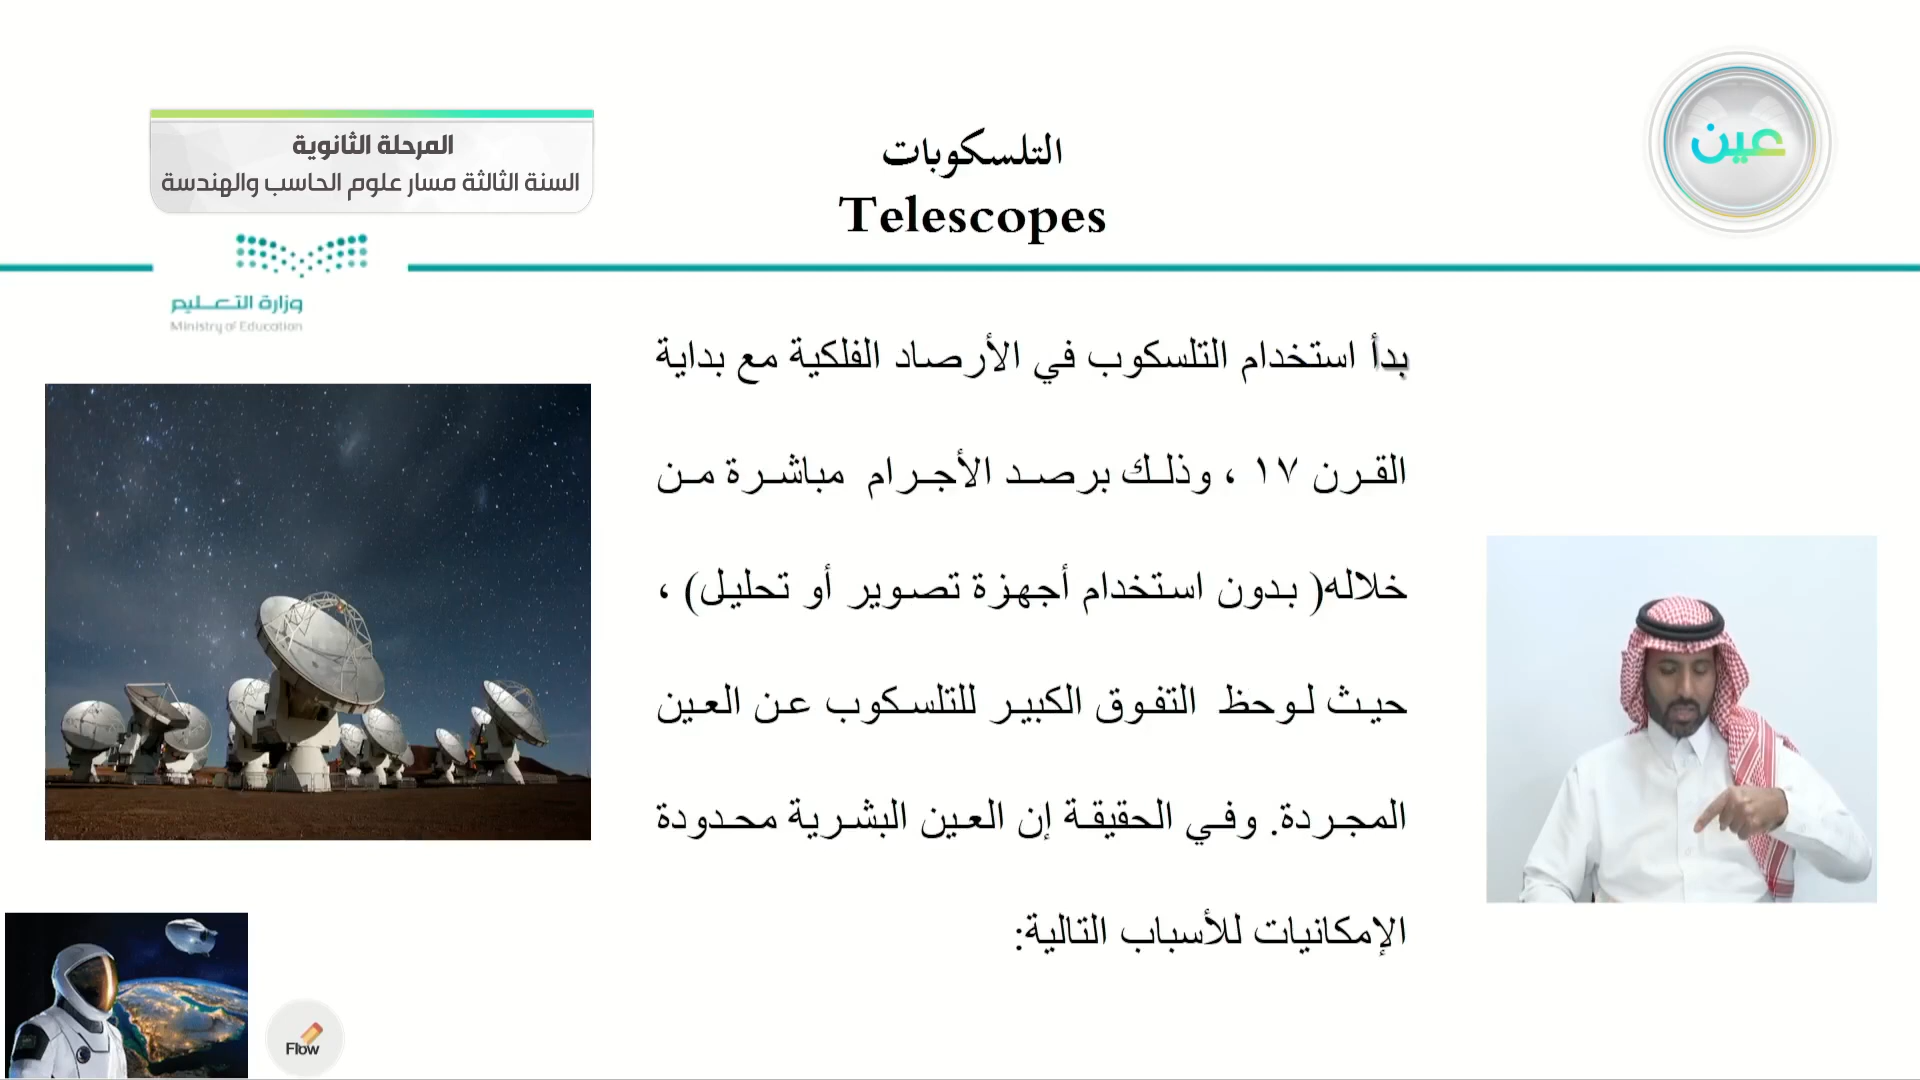 المرحلة الثانوية
السنة الثالثة مسار علوم الحاسب والهندسة
عين
التلسكوبات
Telescopes
وزارة التعليم
Ministry of Education
بدأ استخدام التلسكوب في الأرصاد الفلكية مع بداية
القرن ١٧ ، وذلك برصد الأجرام مباشرة من
خلاله( بدون استخدام أجهزة تصوير أو تحليل) ،
حيث لوحظ التفوق الكبير للتلسكوب عن العين
المجردة. وفي الحقيقة إن العين البشرية محدودة
الإمكانيات للأسباب التالية:
Flow